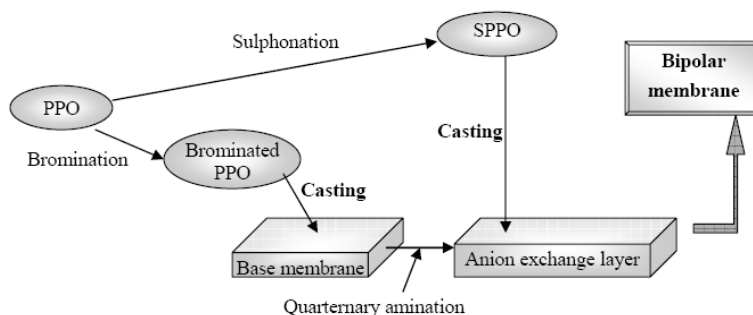 SPPO
Sulphonation
Bipolar
membrane
PPO
Casting
Bromination
Brominated
PPO
Casting
Base membrane
Anion exchange layer
Quarternary amination